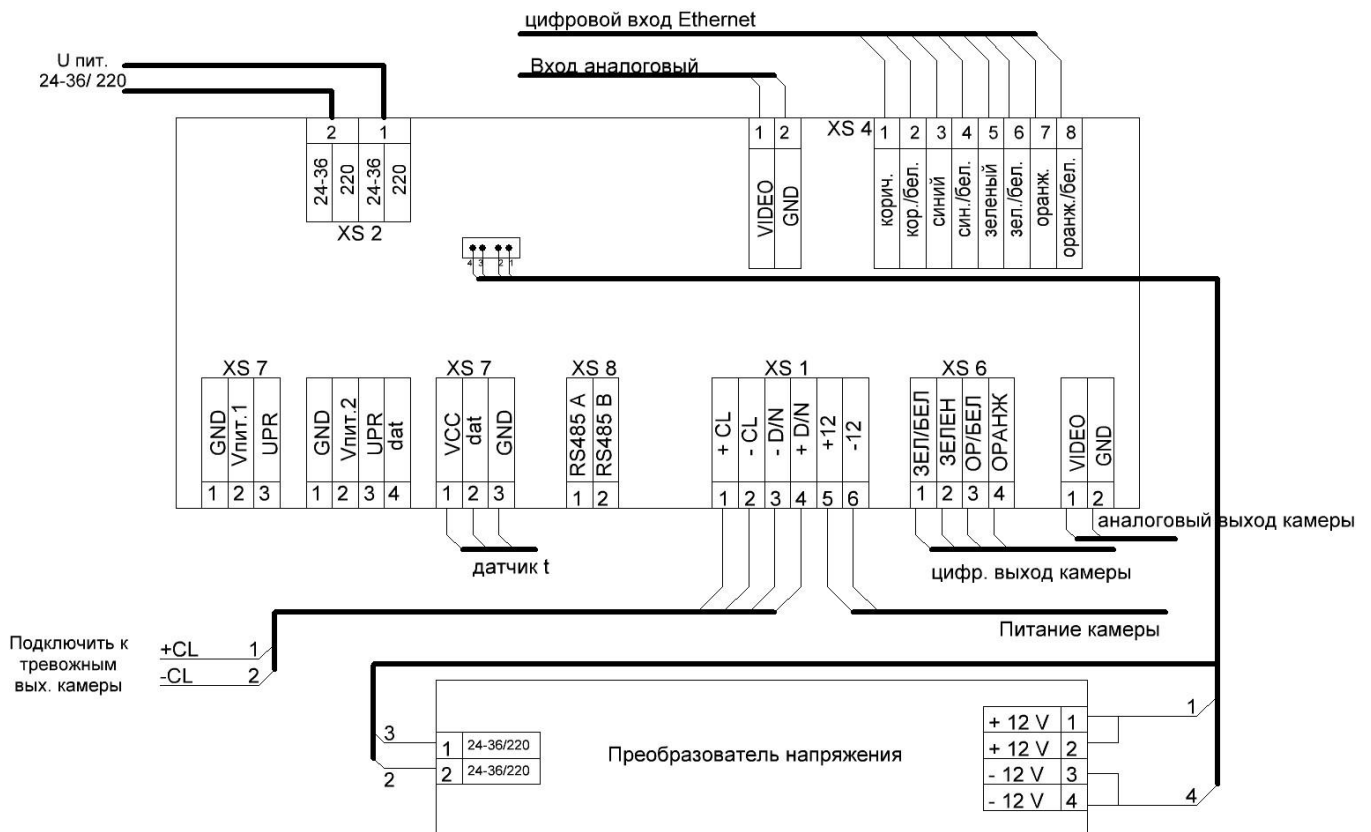 цифровой вход Ethernet
U пит.
24-36/ 220
Вход аналоговый
2 1
24-36 220 24-36 220
XS 2
1 2
VIDEO GND
XS 4 1 2 3 4 5 6 7 8
корич. кор./бел. синий син./бел. зеленый зел./бел. оранж. оранж./бел.
4 3 2 1
XS 7
GND Vпит.1 UPR
1 2 3
GND Vпит.2 UPR dat
1 2 3 4
XS 7
VCC dat GND
1 2 3
датчик t
XS 8
RS485 A RS485 B
1 2
XS 1
+ CL - CL - D/N + D/N +12 -12
1 2 3 4 5 6
XS 6
ЗЕЛ/БЕЛ ЗЕЛЕН ОР/БЕЛ ОРАНЖ
1 2 3 4
VIDEO GND
1 2
аналоговый выход камеры
цифр. выход камеры
Питание камеры
Подключить к
тревожным
вых. камеры
+CL 1
-CL 2
3
2
1 24-36/220
2 24-36/220
Преобразователь напряжения
+ 12 V 1
+ 12 V 2
- 12 V 3
- 12 V 4
1
4